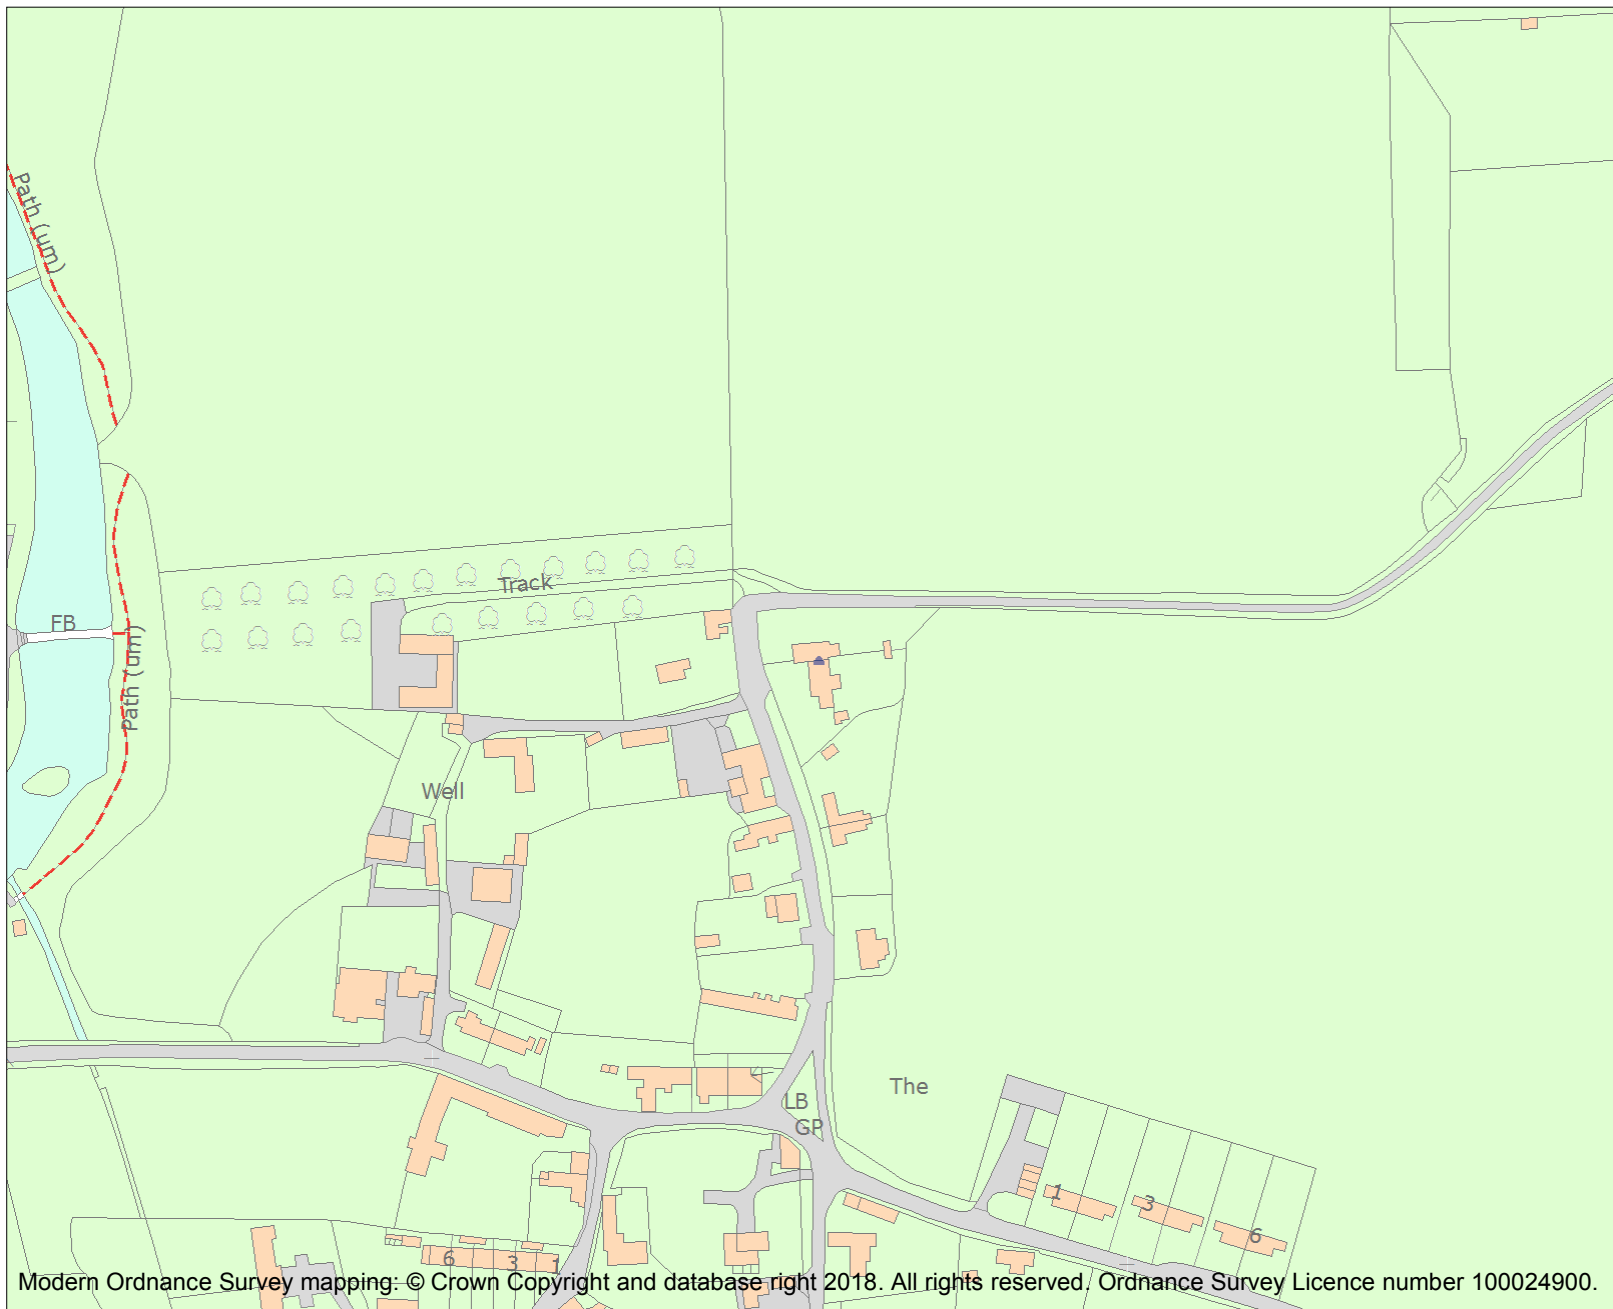 Path (um)
Track
FB
Path (um)
Well
The
LB
GP
1
3
6
6
3
1
Modern Ordnance Survey mapping: © Crown Copyright and database right 2018. All rights reserved. Ordnance Survey Licence number 100024900.